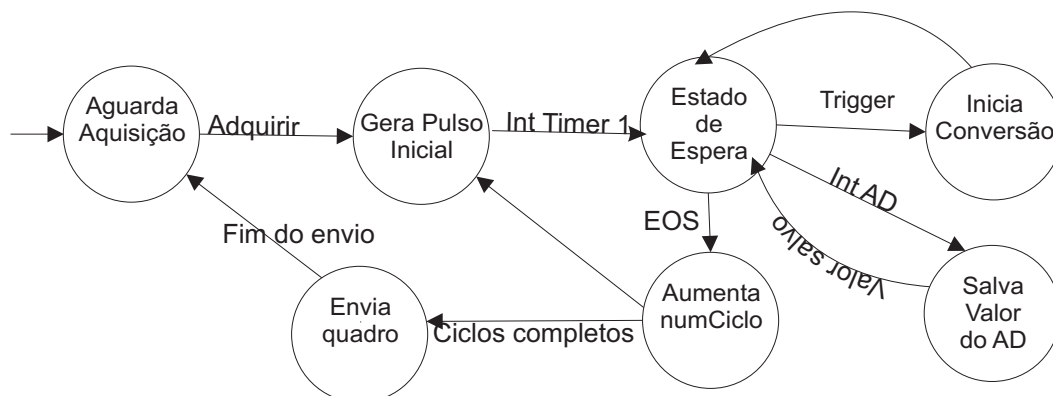 Aguarda
Aquisição
Adquirir
Gera Pulso
Inicial
Int Timer 1
Estado
de
Espera
Trigger
Inicia
Conversão
Int AD
Valor salvo
EOS
Fim do envio
Envia
quadro
Ciclos completos
Aumenta
numCiclo
Salva
Valor
do AD